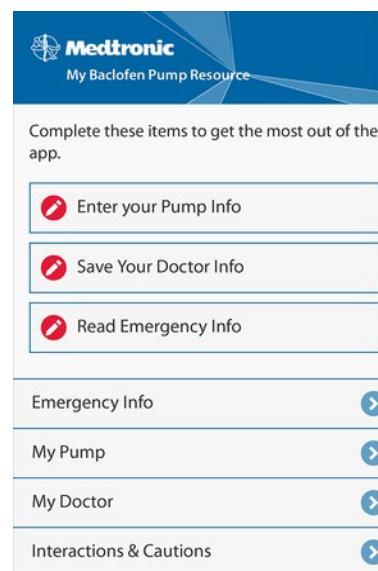 Medtronic
My Baclofen Pump Resource
Complete these items to get the most out of the
app.
Enter your Pump Info
Save Your Doctor Info
Read Emergency Info
Emergency Info
My Pump
My Doctor
Interactions & Cautions